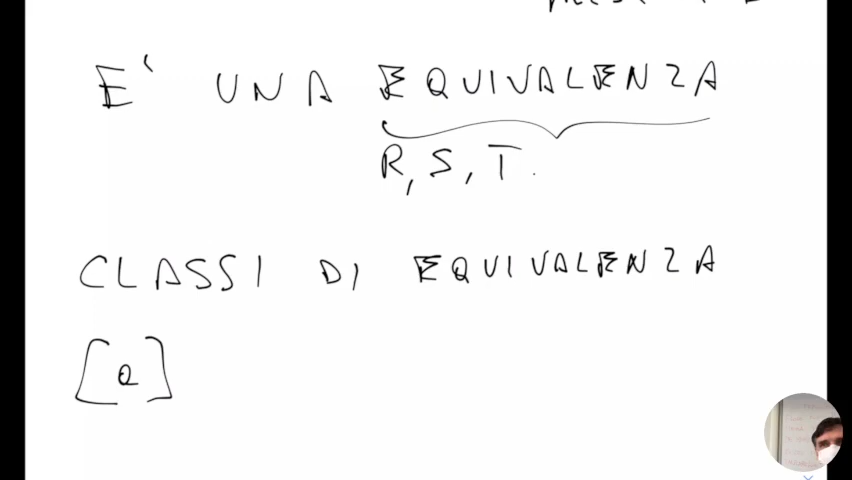 E' UNA EQUIVALENZA
R, S, T.
CLASSI DI EQUIVALENZA
[a]